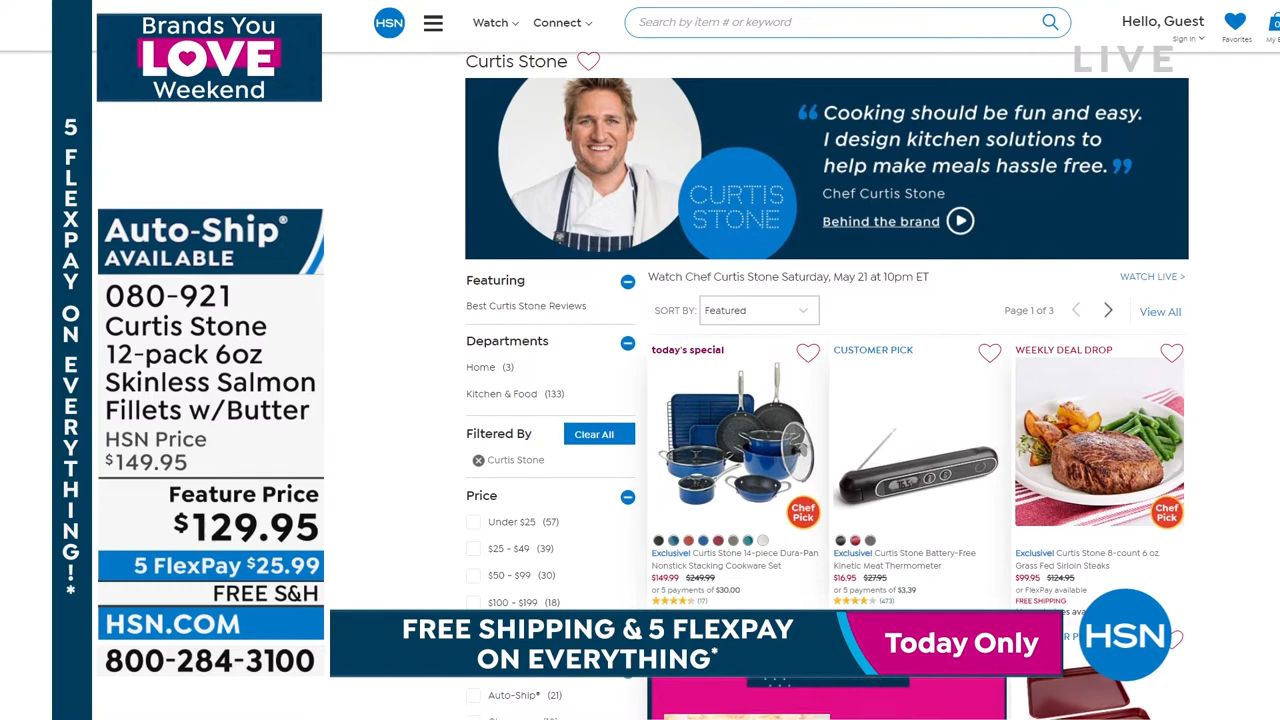 Brands You
LOVE
Weekend
5 FLEXPAY ON EVERYTHING!*
Auto-Ship®
AVAILABLE
080-921
Curtis Stone
12-pack 6oz
Skinless Salmon
Fillets w/Butter
HSN Price
$149.95
Feature Price
$129.95
5 FlexPay $25.99
FREE S&H
HSN.COM
800-284-3100
HSN
Watch
Connect
Search by item # or keyword
Hello, Guest
Sign In
Favorites
LIVE
Curtis Stone
“ Cooking should be fun and easy.
I design kitchen solutions to
help make meals hassle free. ”
Chef Curtis Stone
Behind the brand
CURTIS
STONE
Featuring
Best Curtis Stone Reviews
Departments
Home (3)
Kitchen & Food (133)
Filtered By
Clear All
Curtis Stone
Price
Under $25 (57)
$25 - $49 (39)
$50 - $99 (30)
$100 - $199 (18)
Auto-Ship® (21)
Watch Chef Curtis Stone Saturday, May 21 at 10pm ET
WATCH LIVE >
SORT BY: Featured
Page 1 of 3
View All
today's special
Chef
Pick
Exclusive! Curtis Stone 14-piece Dura-Pan
Nonstick Stacking Cookware Set
$149.99 $249.99
or 5 payments of $30.00
(17)
CUSTOMER PICK
Exclusive! Curtis Stone Battery-Free
Kinetic Meat Thermometer
$16.95 $27.95
or 5 payments of $3.39
(473)
WEEKLY DEAL DROP
Chef
Pick
Exclusive! Curtis Stone 8-count 6 oz.
Grass Fed Sirloin Steaks
$99.95 $124.95
or FlexPay available
FREE SHIPPING
FREE SHIPPING & 5 FLEXPAY
ON EVERYTHING*
Today Only
HSN